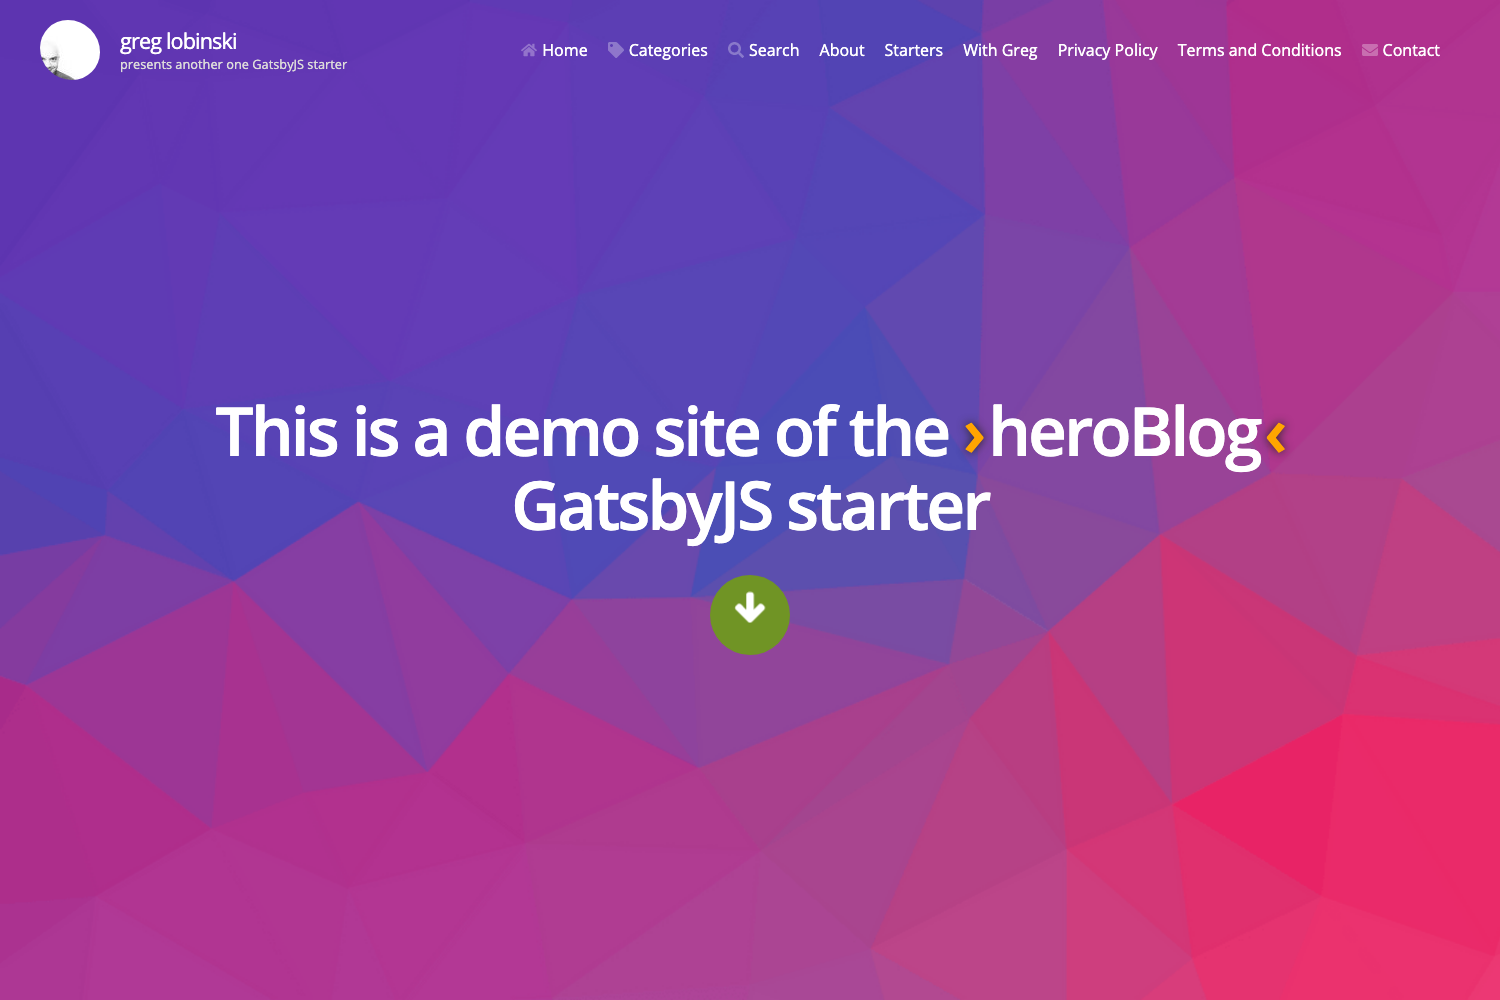 greg lobinski
presents another one GatsbyJS starter
Home Categories Search About Starters With Greg Privacy Policy Terms and Conditions Contact
This is a demo site of the ›heroBlog‹
GatsbyJS starter